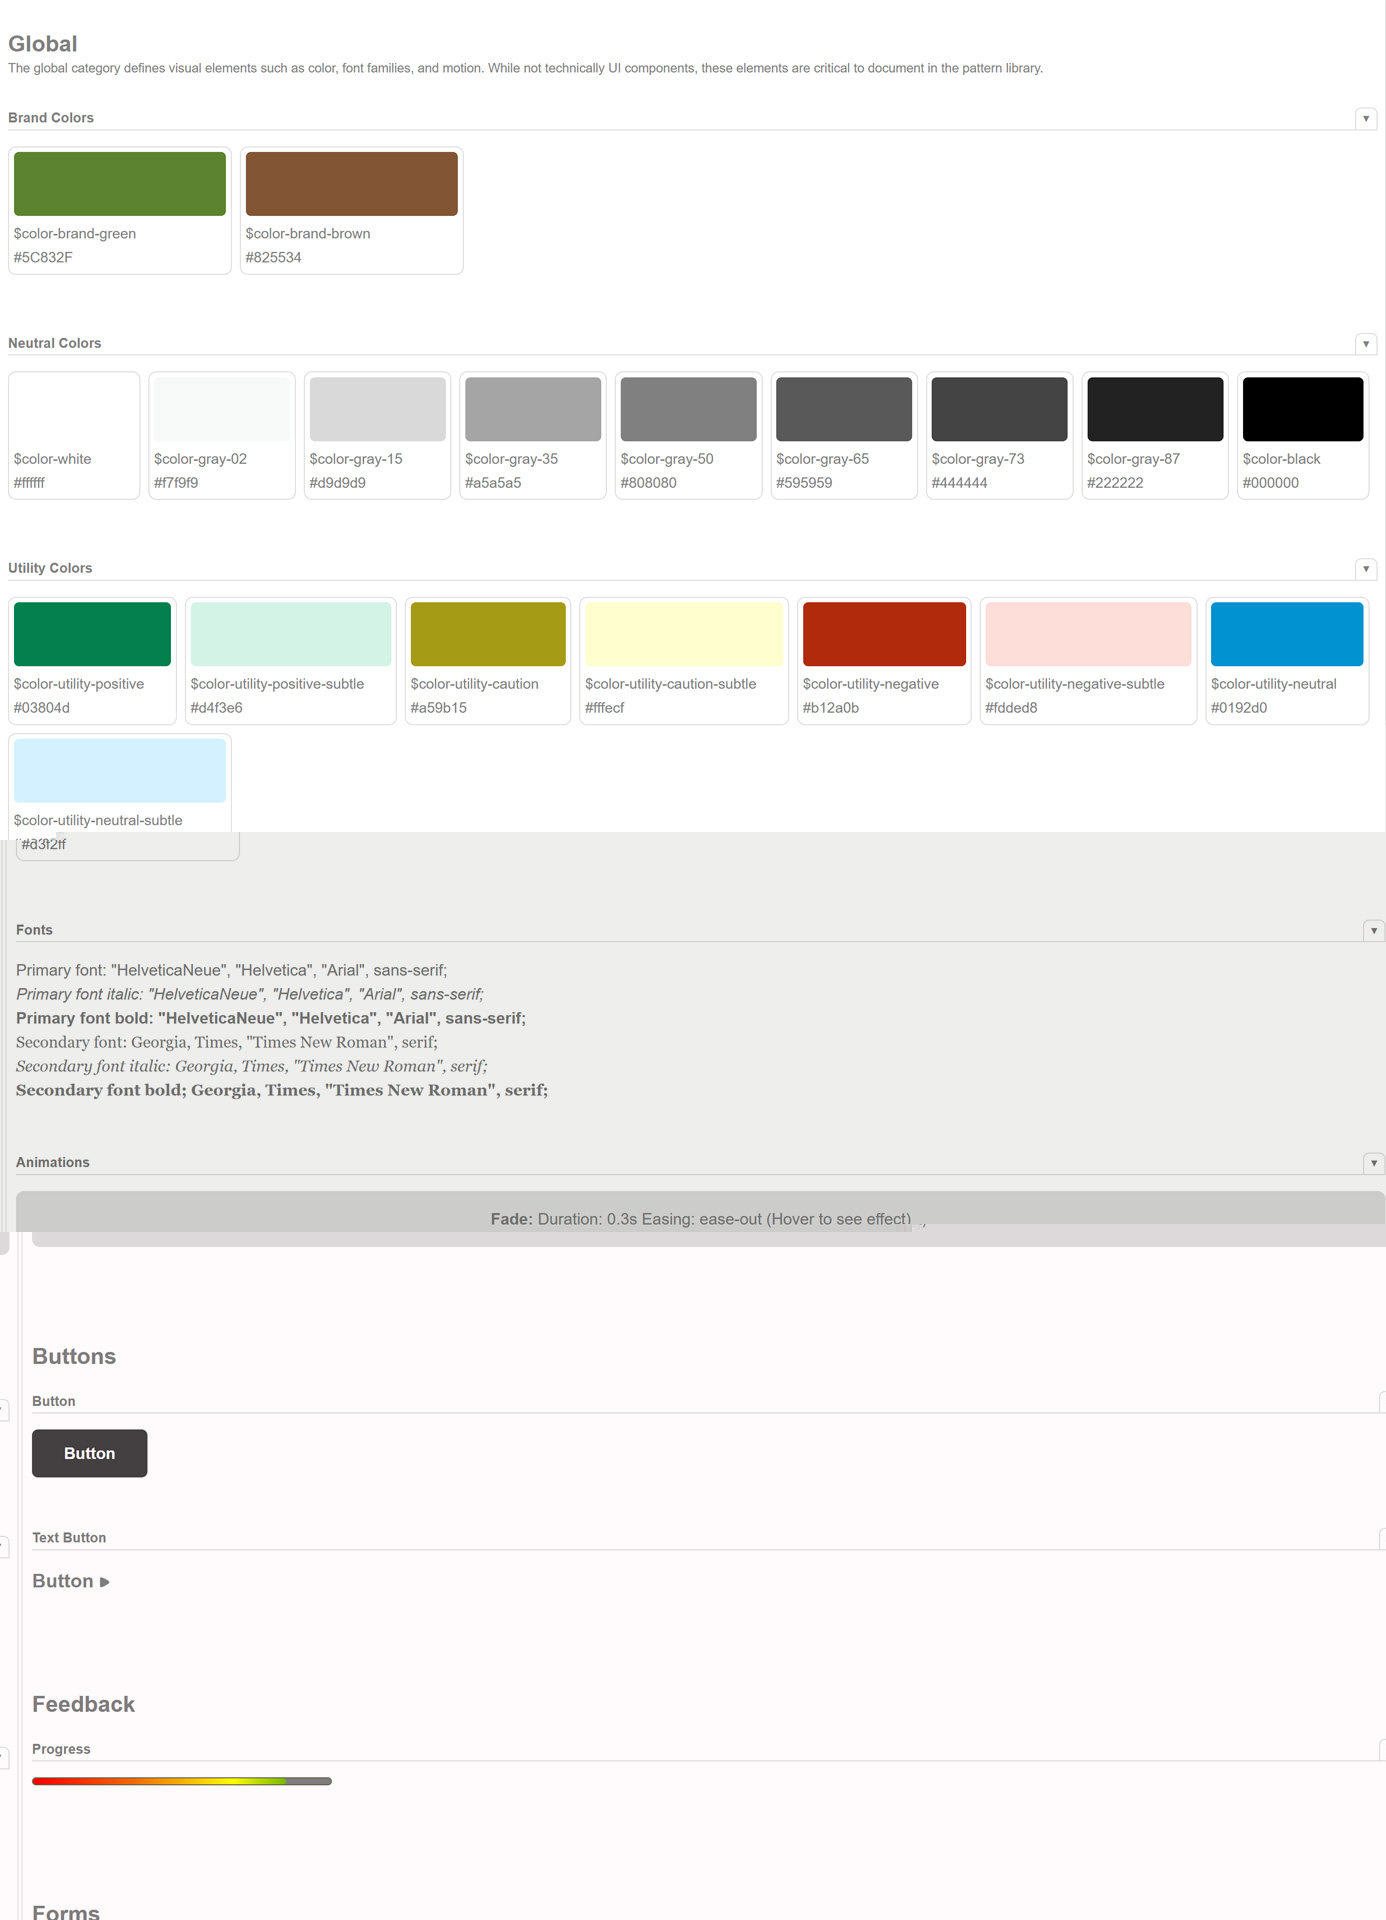 Global
The global category defines visual elements such as color, font families, and motion. While not technically UI components, these elements are critical to document in the pattern library.
Brand Colors
$color-brand-green
#5C832F
$color-brand-brown
#825534
Neutral Colors
$color-white
#ffffff
$color-gray-02
#f7f9f9
$color-gray-15
#d9d9d9
$color-gray-35
#a5a5a5
$color-gray-50
#808080
$color-gray-65
#595959
$color-gray-73
#444444
$color-gray-87
#222222
$color-black
#000000
Utility Colors
$color-utility-positive
#03804d
$color-utility-positive-subtle
#d4f3e6
$color-utility-caution
#a59b15
$color-utility-caution-subtle
#fffecf
$color-utility-negative
#b12a0b
$color-utility-negative-subtle
#fdded8
$color-utility-neutral
#0192d0
$color-utility-neutral-subtle
#d3f2ff
Fonts
Primary font: "HelveticaNeue", "Helvetica", "Arial", sans-serif;
Primary font italic: "HelveticaNeue", "Helvetica", "Arial", sans-serif;
Primary font bold: "HelveticaNeue", "Helvetica", "Arial", sans-serif;
Secondary font: Georgia, Times, "Times New Roman", serif;
Secondary font italic: Georgia, Times, "Times New Roman", serif;
Secondary font bold; Georgia, Times, "Times New Roman", serif;
Animations
Fade: Duration: 0.3s Easing: ease-out (Hover to see effect)
Buttons
Button
Button
Text Button
Button
Feedback
Progress
Forms